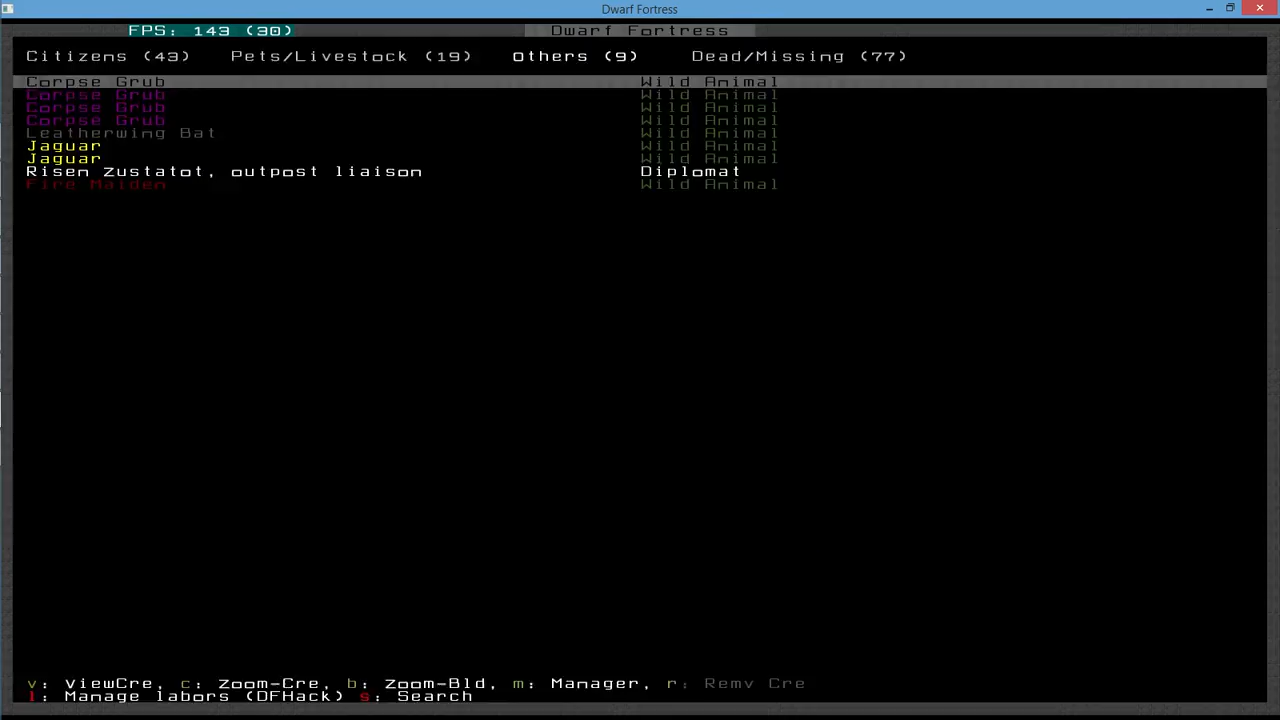 Dwarf Fortress
FPS: 143 (30) Dwarf Fortress
Citizens (43) Pets/Livestock (19) Others (9) Dead/Missing (77)
Corpse Grub Wild Animal
Corpse Grub Wild Animal
Corpse Grub Wild Animal
Corpse Grub Wild Animal
Leatherwing Bat Wild Animal
Jaguar Wild Animal
Jaguar Wild Animal
Risen Zustatot, outpost liaison Diplomat
Fire Maiden Wild Animal
v: ViewCre, c: Zoom-Cre, b: Zoom-Bld, m: Manager, r: Remv Cre
l: Manage labors (DFHack) s: Search